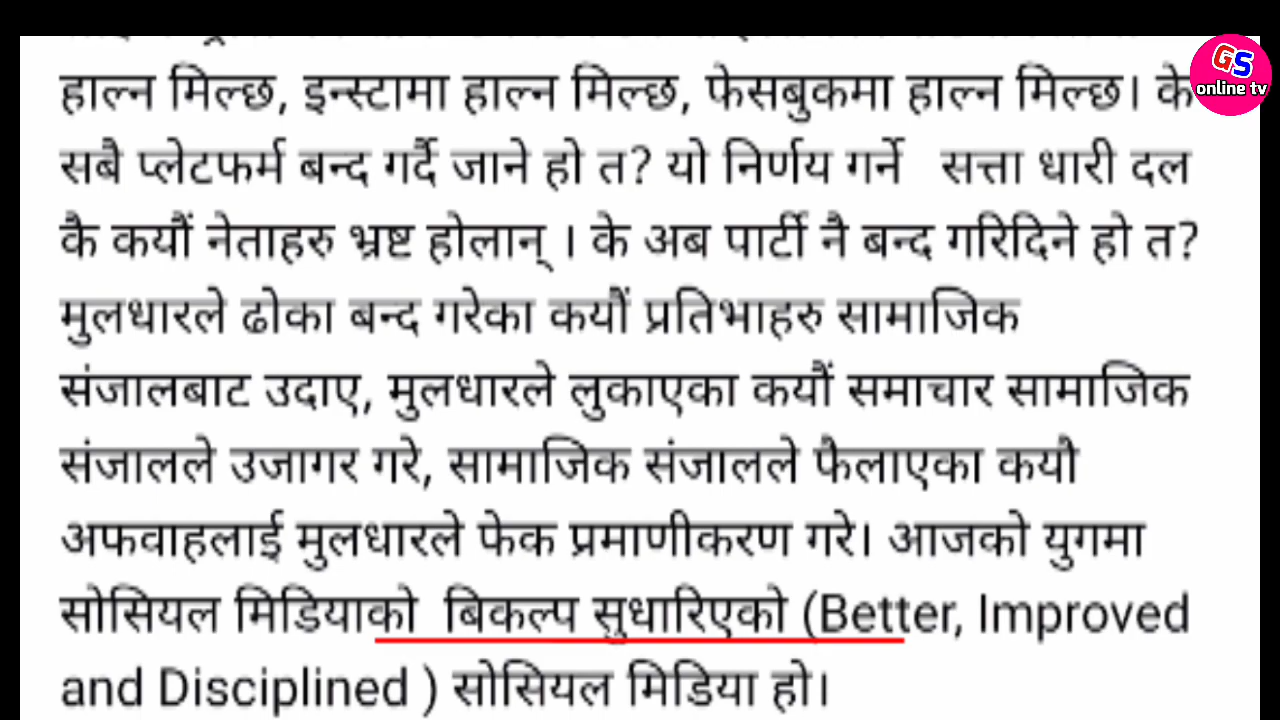 हाल्न मिल्छ, इन्स्टामा हाल्न मिल्छ, फेसबुकमा हाल्न मिल्छ। के
सबै प्लेटफर्म बन्द गर्दै जाने हो त? यो निर्णय गर्ने सत्ता धारी दल
कै कयौं नेताहरु भ्रष्ट होलान् । के अब पार्टी नै बन्द गरिदिने हो त?
मुलधारले ढोका बन्द गरेका कयौं प्रतिभाहरु सामाजिक
संजालबाट उदाए, मुलधारले लुकाएका कयौं समाचार सामाजिक
संजालले उजागर गरे, सामाजिक संजालले फैलाएका कयौ
अफवाहलाई मुलधारले फेक प्रमाणीकरण गरे। आजको युगमा
सोसियल मिडियाको बिकल्प सुधारिएको (Better, Improved
and Disciplined ) सोसियल मिडिया हो।
GS
online tv